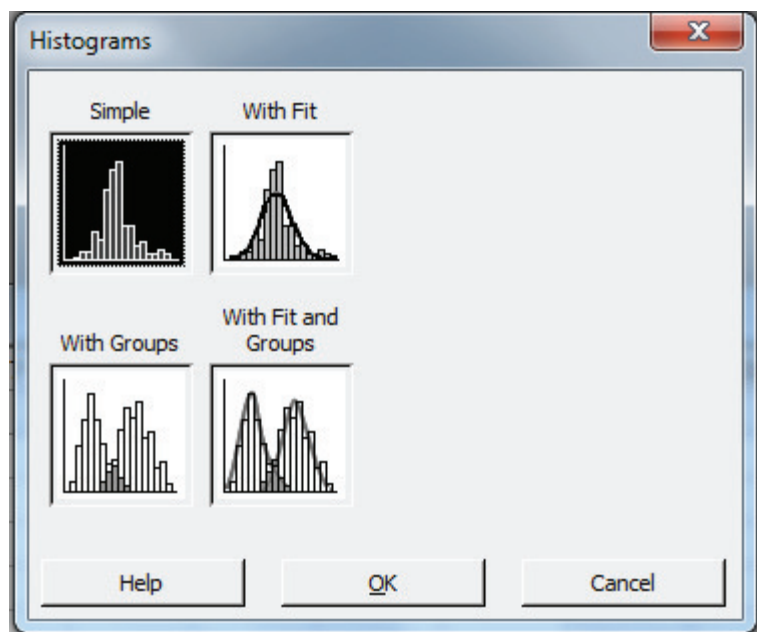 Histograms
Simple
With Fit
With Groups
With Fit and
Groups
Help
OK
Cancel